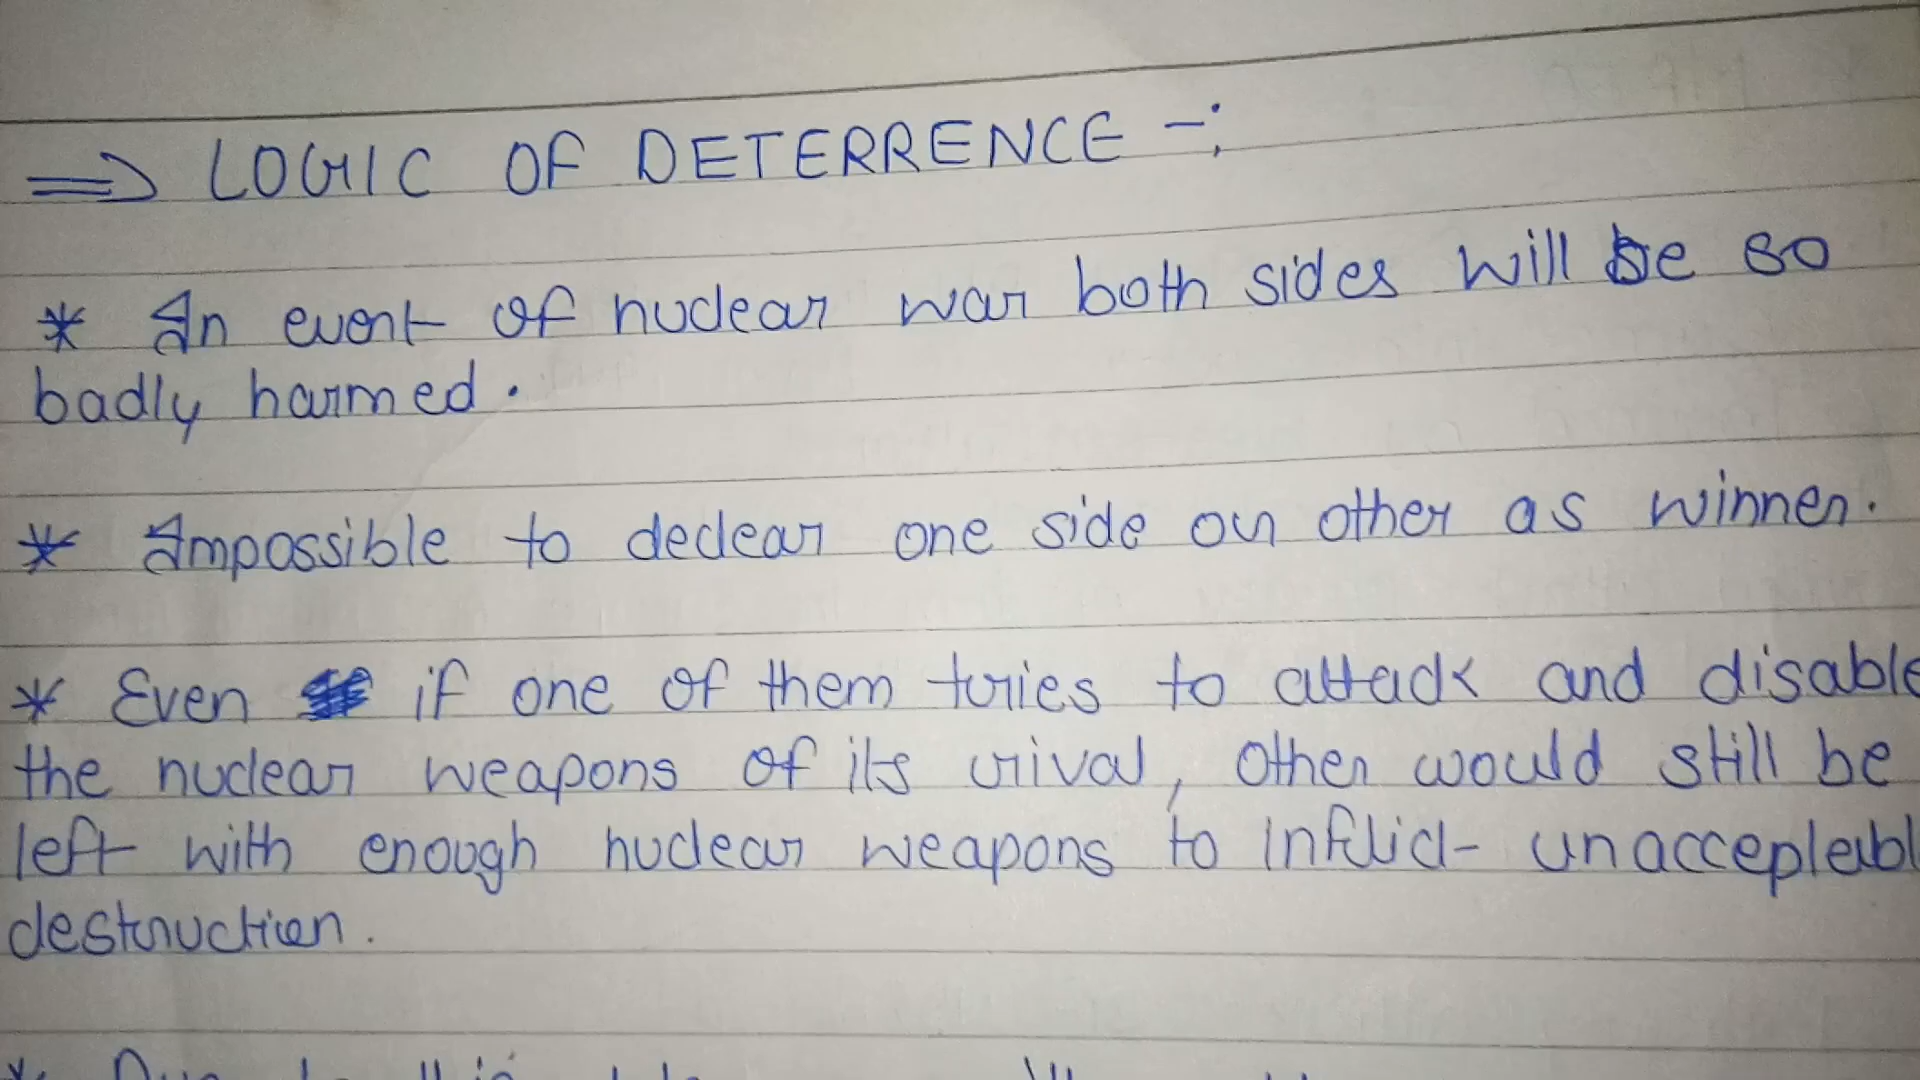 ⇒ LOGIC OF DETERRENCE -:
* In event of nuclear war both sides will be so
badly harmed.
* Impossible to declear one side or other as winner.
* Even if one of them tries to attack and disable
the nuclear weapons of its rival, other would still be
left with enough nuclear weapons to inflict unacceptabl
destruction.